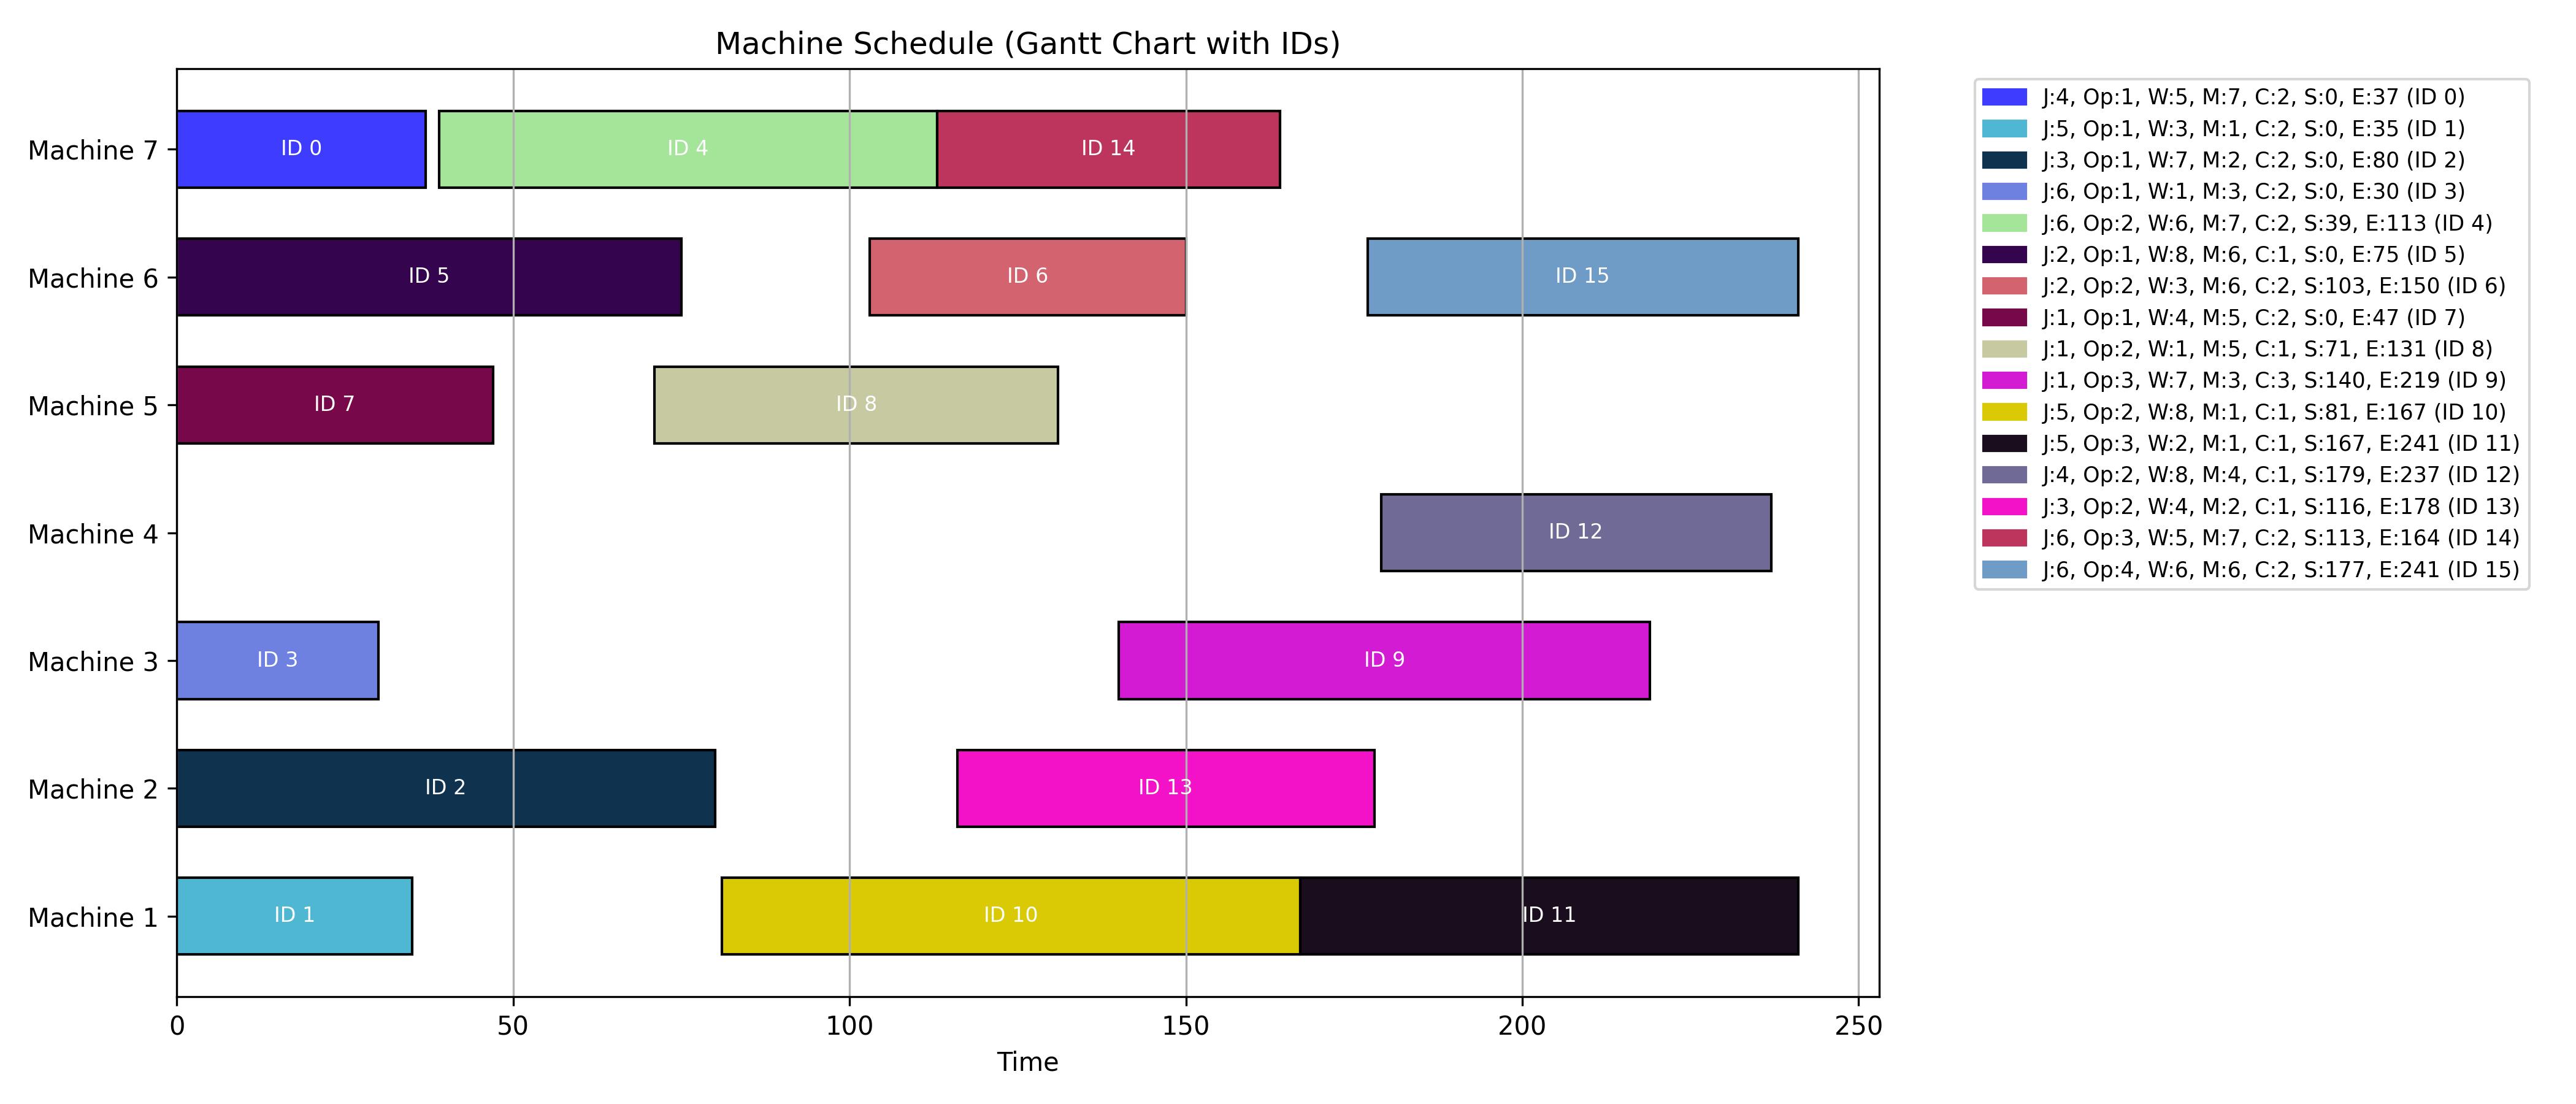 Machine Schedule (Gantt Chart with IDs)
Machine 7
ID 0
ID 4
ID 14
Machine 6
ID 5
ID 6
ID 15
Machine 5
ID 7
ID 8
Machine 4
ID 12
Machine 3
ID 3
ID 9
Machine 2
ID 2
ID 13
Machine 1
ID 1
ID 10
ID 11
0
50
100
150
200
250
Time
J:4, Op:1, W:5, M:7, C:2, S:0, E:37 (ID 0)
J:5, Op:1, W:3, M:1, C:2, S:0, E:35 (ID 1)
J:3, Op:1, W:7, M:2, C:2, S:0, E:80 (ID 2)
J:6, Op:1, W:1, M:3, C:2, S:0, E:30 (ID 3)
J:6, Op:2, W:6, M:7, C:2, S:39, E:113 (ID 4)
J:2, Op:1, W:8, M:6, C:1, S:0, E:75 (ID 5)
J:2, Op:2, W:3, M:6, C:2, S:103, E:150 (ID 6)
J:1, Op:1, W:4, M:5, C:2, S:0, E:47 (ID 7)
J:1, Op:2, W:1, M:5, C:1, S:71, E:131 (ID 8)
J:1, Op:3, W:7, M:3, C:3, S:140, E:219 (ID 9)
J:5, Op:2, W:8, M:1, C:1, S:81, E:167 (ID 10)
J:5, Op:3, W:2, M:1, C:1, S:167, E:241 (ID 11)
J:4, Op:2, W:8, M:4, C:1, S:179, E:237 (ID 12)
J:3, Op:2, W:4, M:2, C:1, S:116, E:178 (ID 13)
J:6, Op:3, W:5, M:7, C:2, S:113, E:164 (ID 14)
J:6, Op:4, W:6, M:6, C:2, S:177, E:241 (ID 15)